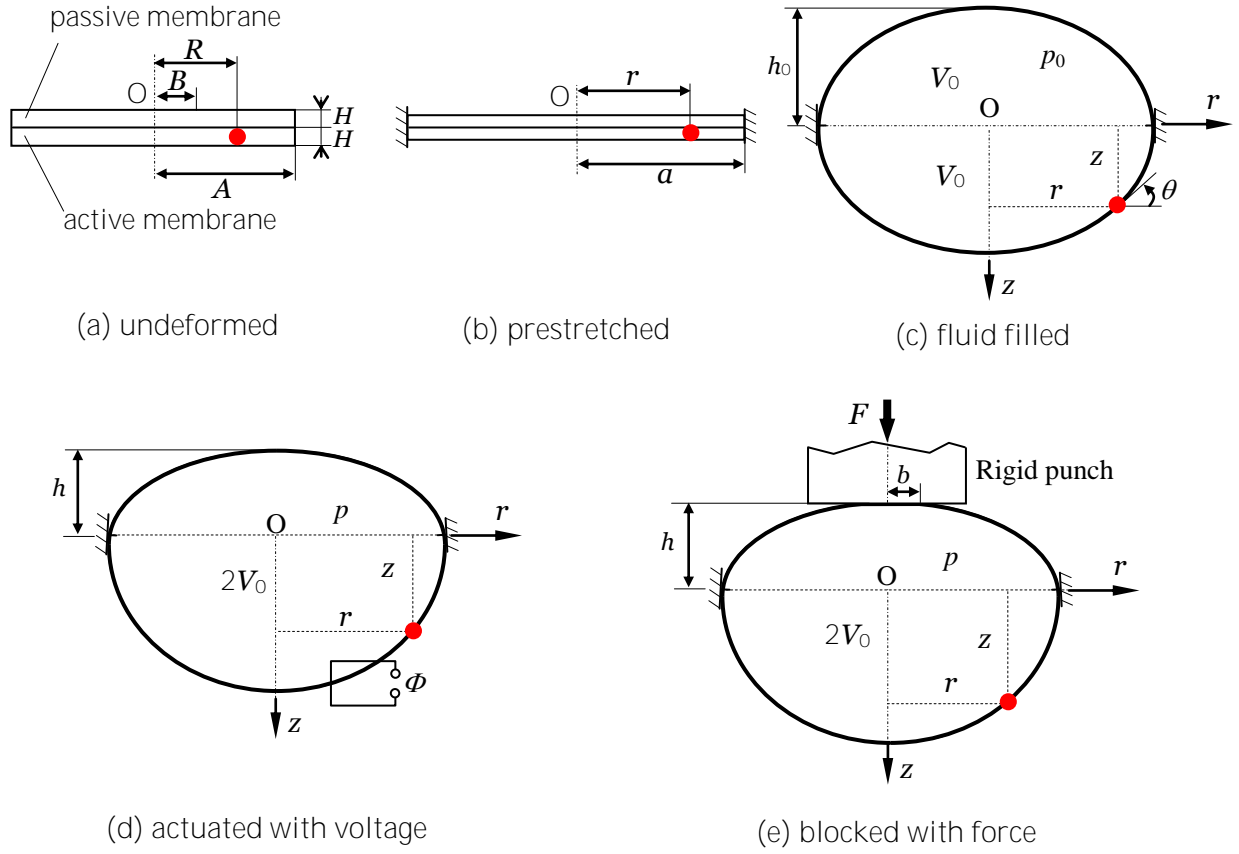 passive membrane
R
B
O
H
H
A
active membrane
(a) undeformed
O
r
a
(b) prestretched
h₀
V₀
p₀
O
r
V₀
z
r
θ
z
(c) fluid filled
h
O
p
r
2V₀
z
r
Φ
z
(d) actuated with voltage
F
b
Rigid punch
h
O
p
r
2V₀
z
r
z
(e) blocked with force